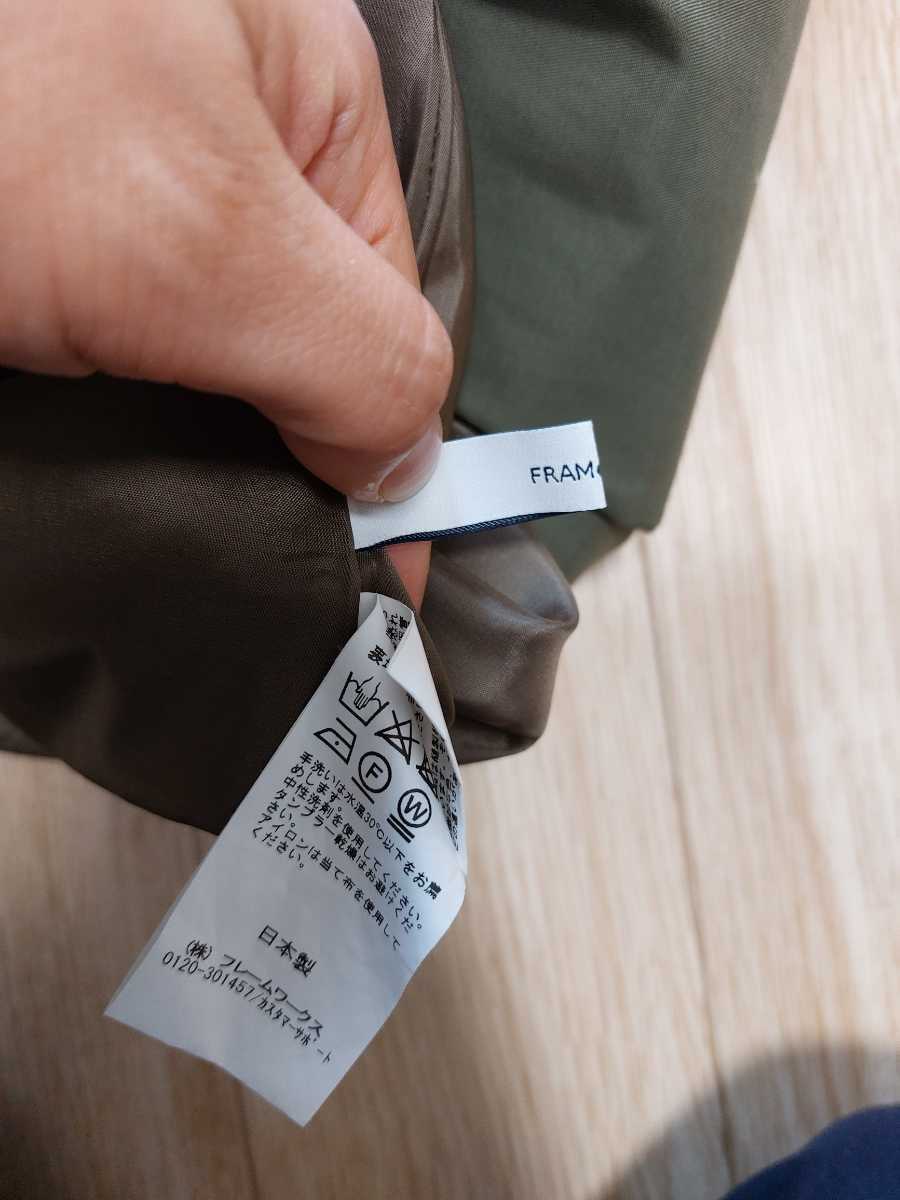 FRAM
F
W
手洗いは水温30℃以下をお薦
めします。
中性洗剤を使用してください。
タンブラー乾燥はお避けくだ
さい。
アイロンは当て布を使用して
ください。
日本製
(株) フレームワークス
0120-301457/カスタマーサポート